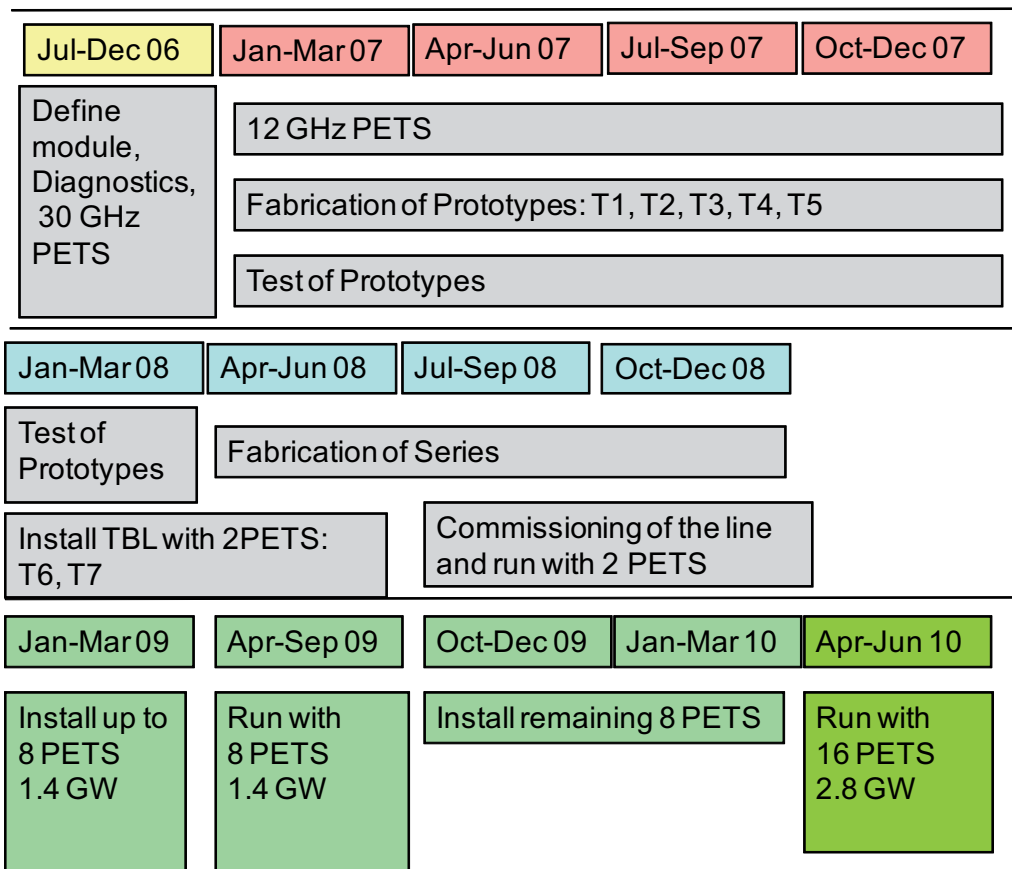 Jul-Dec 06
Jan-Mar 07
Apr-Jun 07
Jul-Sep 07
Oct-Dec 07
Define
module,
Diagnostics,
30 GHz
PETS
12 GHz PETS
Fabrication of Prototypes: T1, T2, T3, T4, T5
Test of Prototypes
Jan-Mar 08
Apr-Jun 08
Jul-Sep 08
Oct-Dec 08
Test of
Prototypes
Fabrication of Series
Install TBL with 2PETS:
T6, T7
Commissioning of the line
and run with 2 PETS
Jan-Mar 09
Apr-Sep 09
Oct-Dec 09
Jan-Mar 10
Apr-Jun 10
Install up to
8 PETS
1.4 GW
Run with
8 PETS
1.4 GW
Install remaining 8 PETS
Run with
16 PETS
2.8 GW